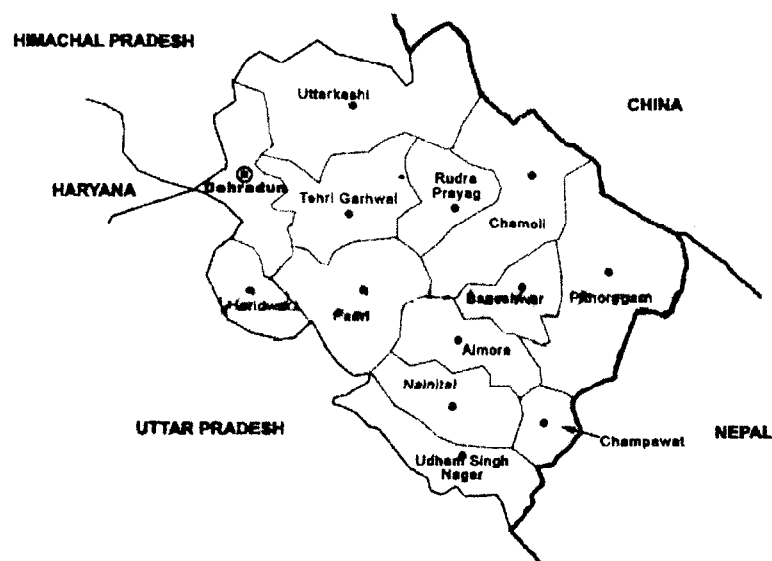 HIMACHAL PRADESH
Uttarkashi
CHINA
HARYANA
Dehradun
Tehri Garhwal
Rudra
Prayag
Chamoli
Haridwar
Pauri
Bageshwar
Pithoragarh
Almora
Nainital
UTTAR PRADESH
Champawat
NEPAL
Udham Singh
Nagar